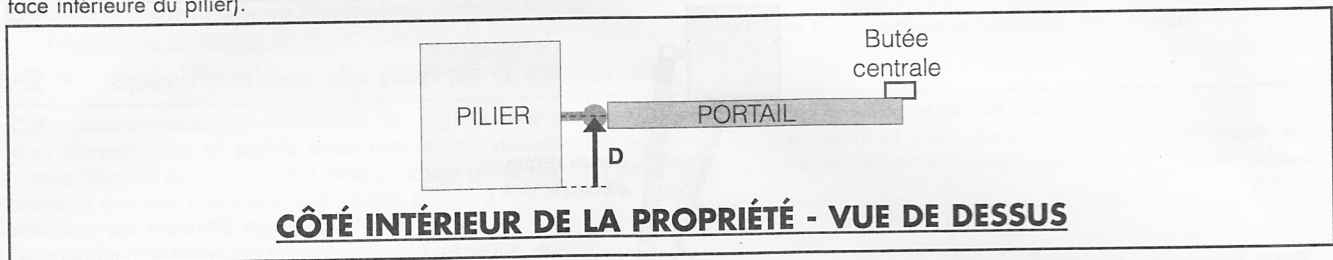 face intérieure du pilier).
Butée
centrale
PILIER
PORTAIL
D
CÔTÉ INTÉRIEUR DE LA PROPRIÉTÉ - VUE DE DESSUS